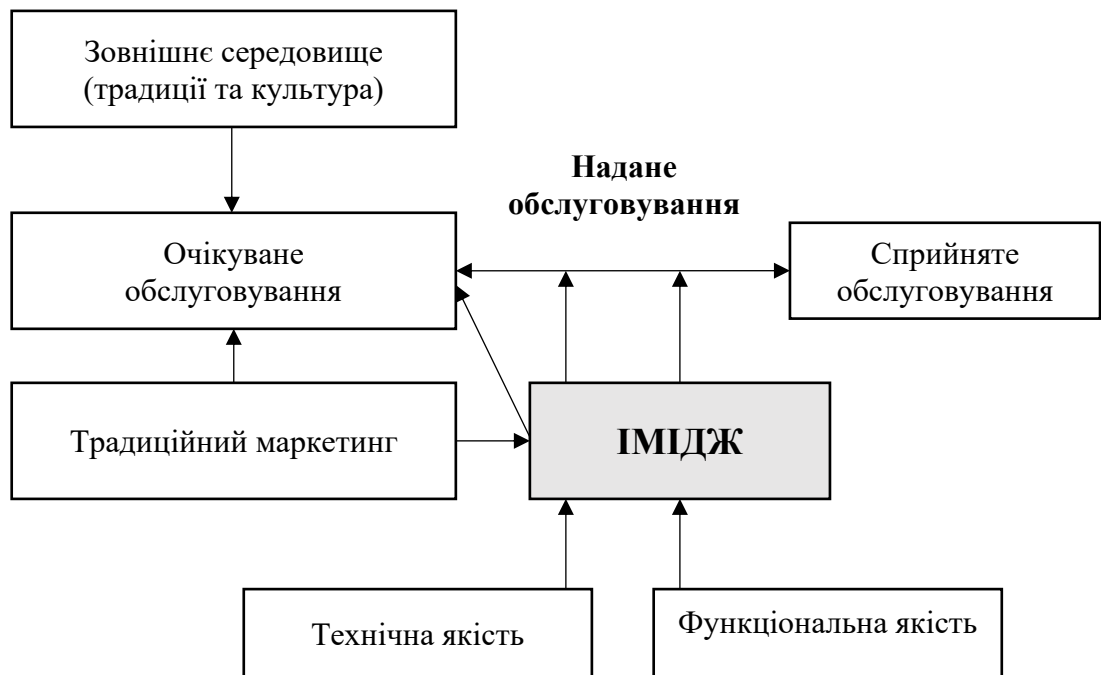 Зовнішнє середовище
(традиції та культура)
Надане
обслуговування
Очікуване
обслуговування
Сприйняте
обслуговування
Традиційний маркетинг
ІМІДЖ
Технічна якість
Функціональна якість